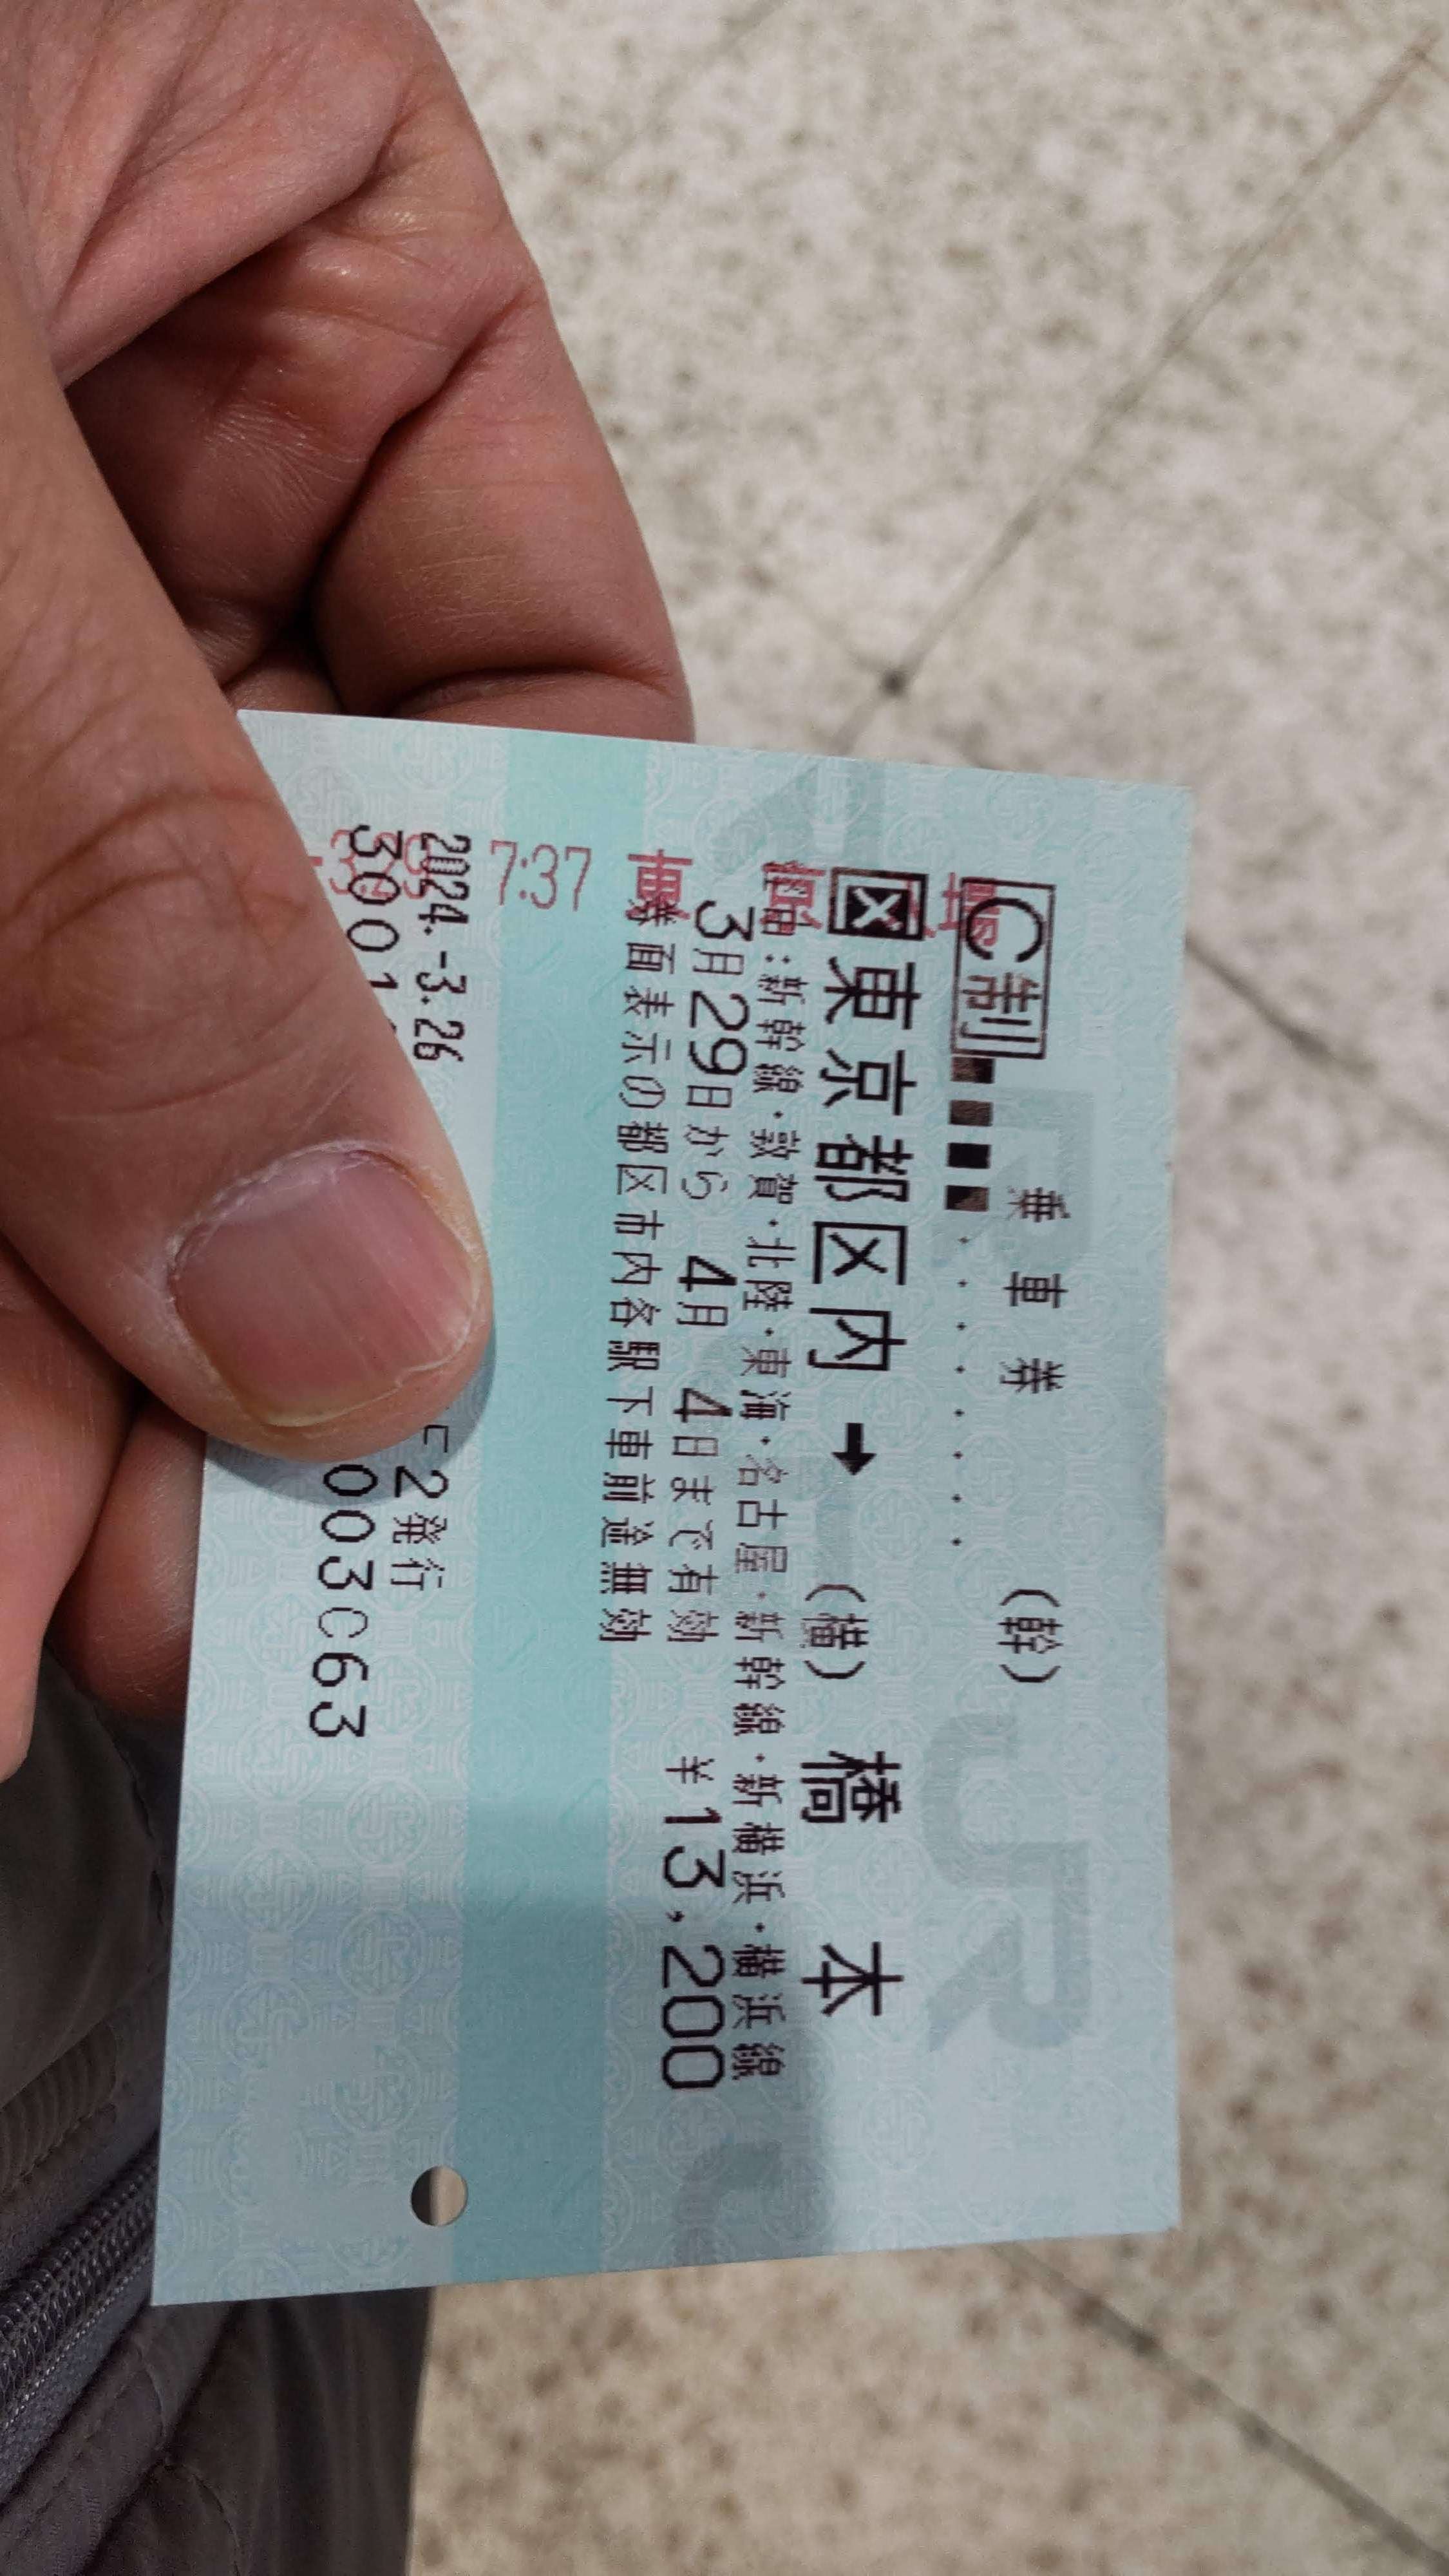 C制
乗車券 (幹)
区 東京都区内 ➡ (横) 橋本
経由:新幹線・敦賀・北陸・東海・名古屋・新幹線・新横浜・横浜線
3月29日から 4月 4日まで有効 ¥13,200
券面表示の都区市内各駅下車前途無効
7:37
2024.-3.26 2発行
3001 003063
JR